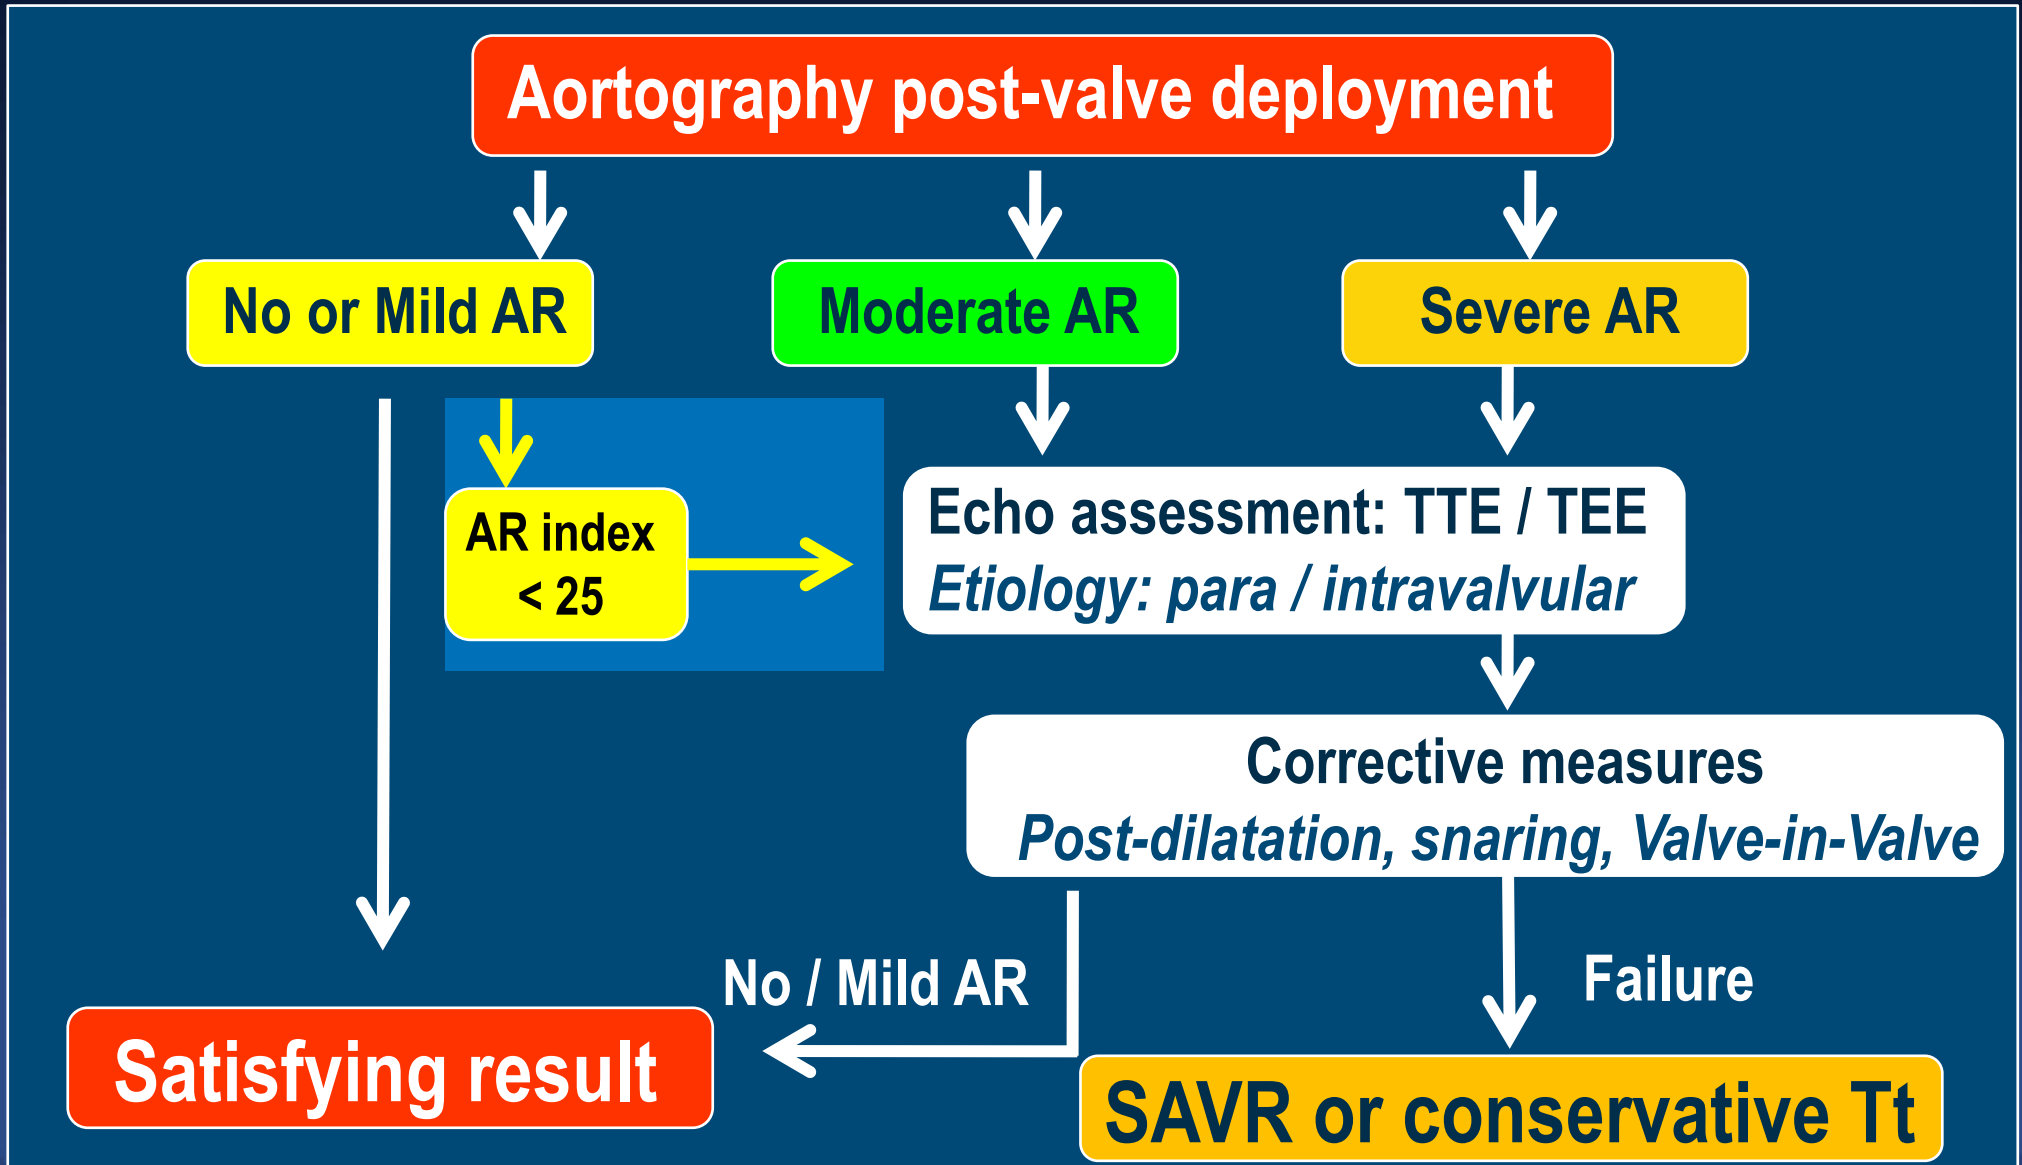 Aortography post-valve deployment
No or Mild AR
Moderate AR
Severe AR
AR index
< 25
Echo assessment: TTE / TEE
Etiology: para / intravalvular
Corrective measures
Post-dilatation, snaring, Valve-in-Valve
No / Mild AR
Failure
Satisfying result
SAVR or conservative Tt